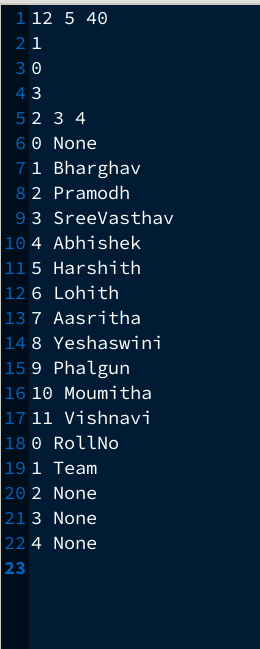 1 12 5 40
2 1
3 0
4 3
5 2 3 4
6 0 None
7 1 Bharghav
8 2 Pramodh
9 3 SreeVasthav
10 4 Abhishek
11 5 Harshith
12 6 Lohith
13 7 Aasritha
14 8 Yeshaswini
15 9 Phalgun
16 10 Moumitha
17 11 Vishnavi
18 0 RollNo
19 1 Team
20 2 None
21 3 None
22 4 None
23